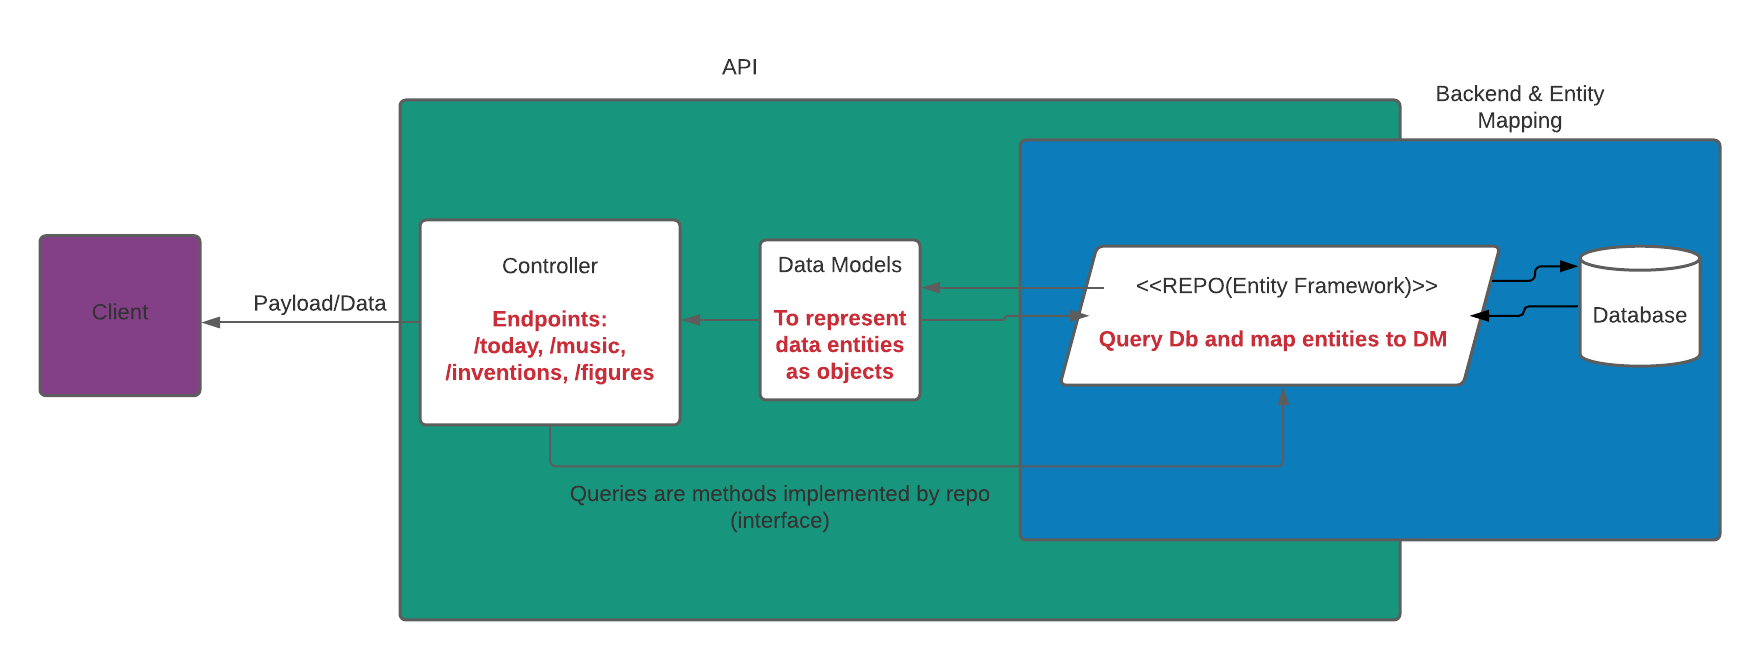 API
Backend & Entity
Mapping
Client
Payload/Data
Controller
Endpoints:
/today, /music,
/inventions, /figures
Data Models
To represent
data entities
as objects
<<REPO(Entity Framework)>>
Query Db and map entities to DM
Database
Queries are methods implemented by repo
(interface)